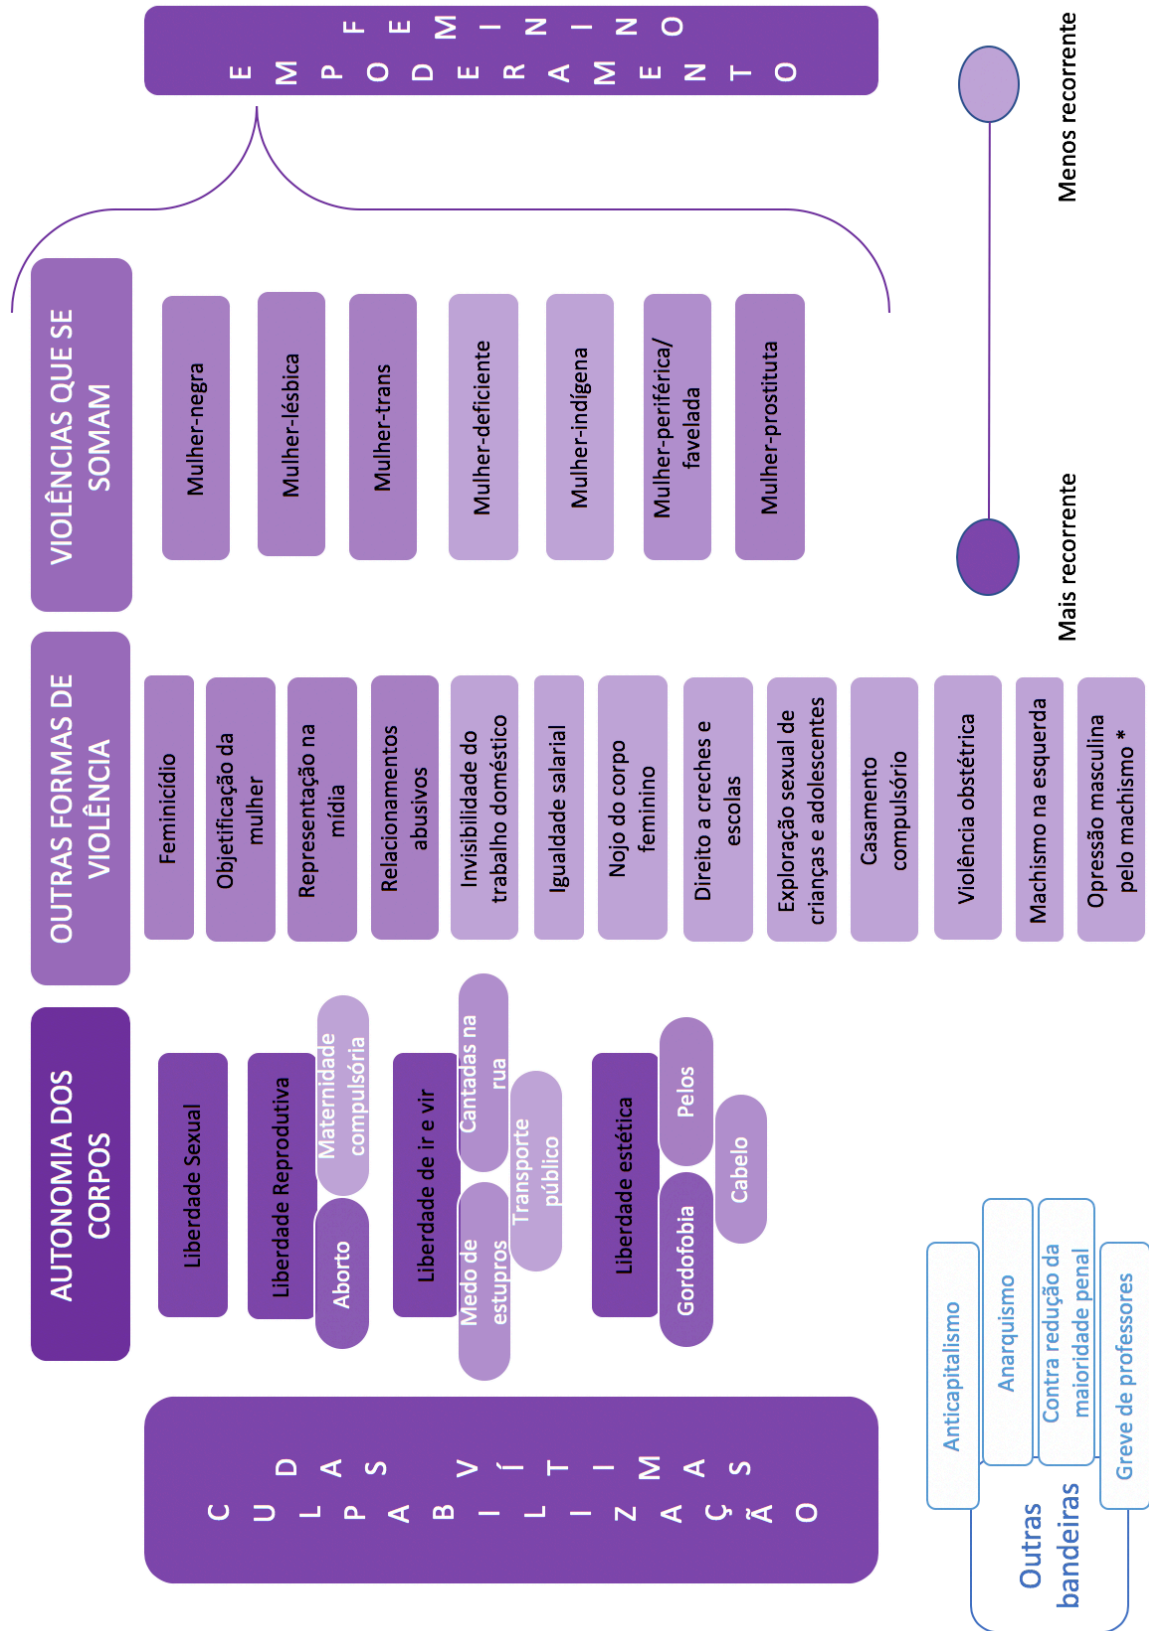 CULPABILIZAÇÃO
DAS VÍTIMAS
AUTONOMIA DOS
CORPOS
Liberdade Sexual
Liberdade Reprodutiva
Aborto
Maternidade
compulsória
Liberdade de ir e vir
Medo de
estupros
Cantadas na
rua
Transporte
público
Liberdade estética
Gordofobia
Pelos
Cabelo
OUTRAS FORMAS DE
VIOLÊNCIA
Feminicídio
Objetificação da
mulher
Representação na
mídia
Relacionamentos
abusivos
Invisibilidade do
trabalho doméstico
Igualdade salarial
Nojo do corpo
feminino
Direito a creches e
escolas
Exploração sexual de
crianças e adolescentes
Casamento
compulsório
Violência obstétrica
Machismo na esquerda
Opressão masculina
pelo machismo *
VIOLÊNCIAS QUE SE
SOMAM
Mulher-negra
Mulher-lésbica
Mulher-trans
Mulher-deficiente
Mulher-indígena
Mulher-periférica/
favelada
Mulher-prostituta
EMPODERAMENTO
FEMININO
Outras
bandeiras
Anticapitalismo
Anarquismo
Contra redução da
maioridade penal
Greve de professores
Mais recorrente
Menos recorrente